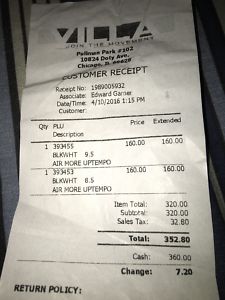 VILLA
JOIN THE MOVEMENT
Pullman Park #102
10824 Doty Ave.
Chicago, IL 60628
CUSTOMER RECEIPT
Receipt No: 1989005932
Associate: Edward Garner
Date/Time: 4/10/2016 1:15 PM
Qty PLU Price Extended
Description
1 393455 160.00 160.00
BLKWHT 9.5
AIR MORE UPTEMPO
1 393453 160.00 160.00
BLKWHT 8.5
AIR MORE UPTEMPO
Item Total: 320.00
Subtotal: 320.00
Sales Tax: 32.80
Total: 352.80
Cash: 360.00
Change: 7.20
RETURN POLICY: